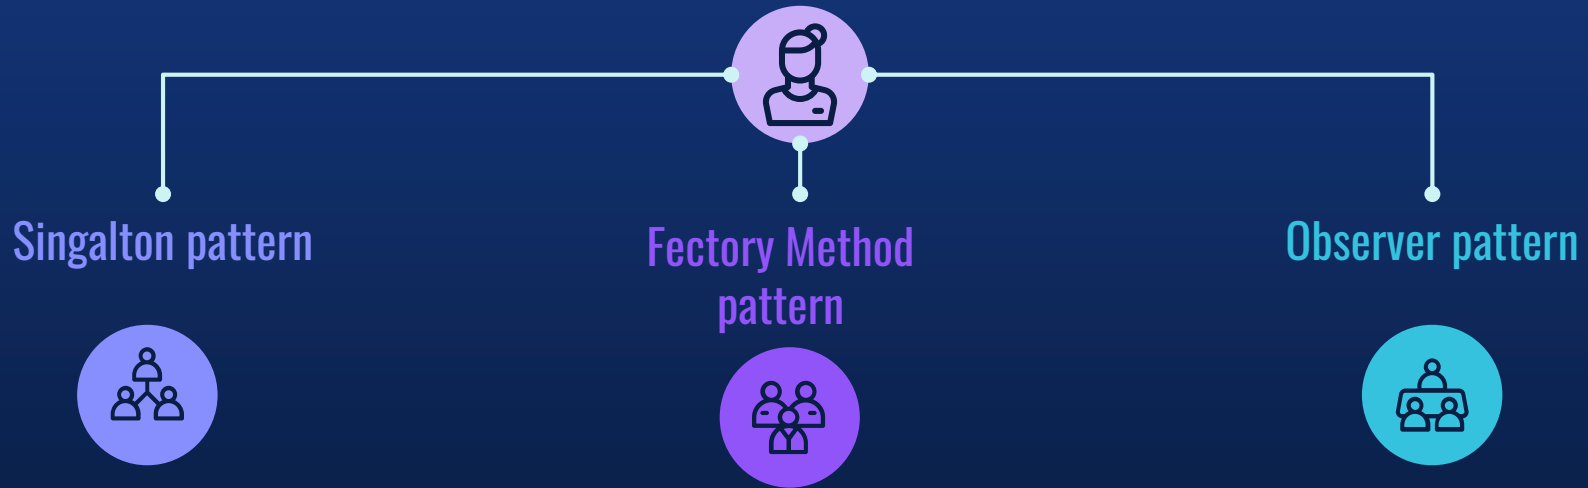 Singalton pattern
Fectory Method
pattern
Observer pattern